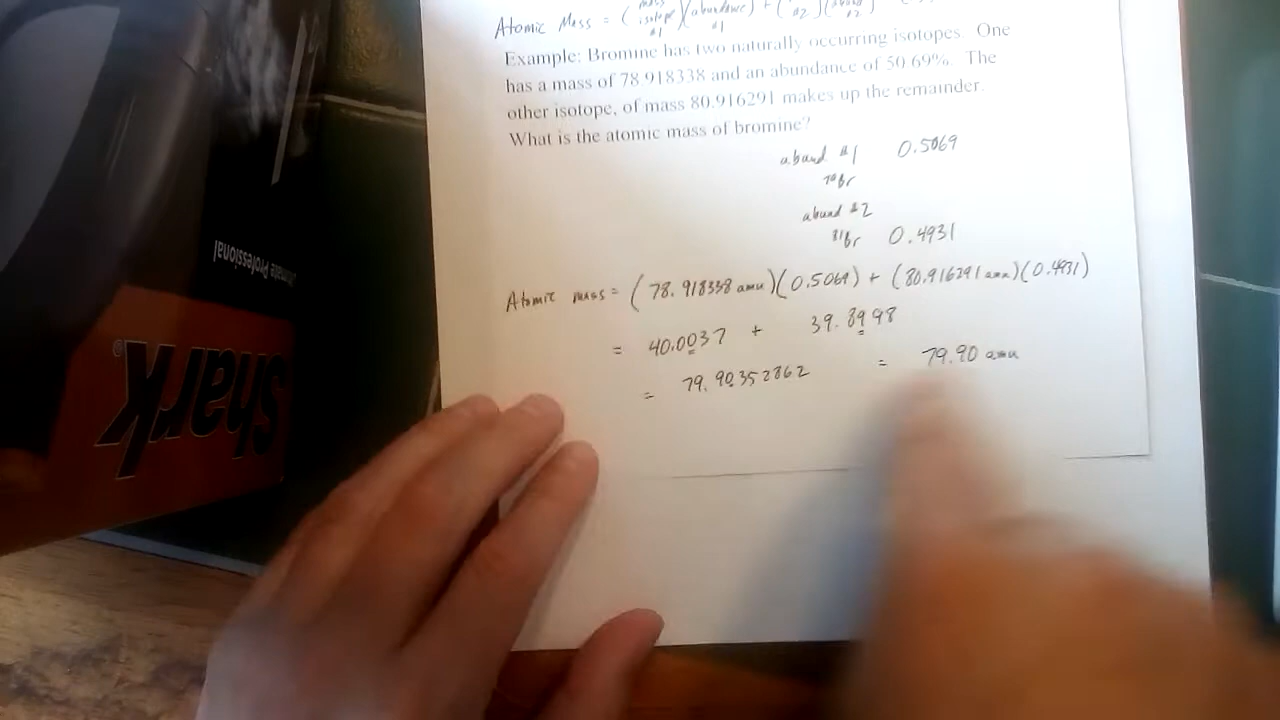 Atomic Mass = (mass isotope #1)(abundance #1) + ( #2)(abund #2)
Example: Bromine has two naturally occurring isotopes. One
has a mass of 78.918338 and an abundance of 50.69%. The
other isotope, of mass 80.916291 makes up the remainder.
What is the atomic mass of bromine?
abund #1 0.5069
79Br
abund #2
81Br 0.4931
Atomic mass = (78.918338 amu)(0.5069) + (80.916291 amu)(0.4931)
= 40.0037 + 39.8998
= 79.90352862 = 79.90 amu
Professional
Shark®